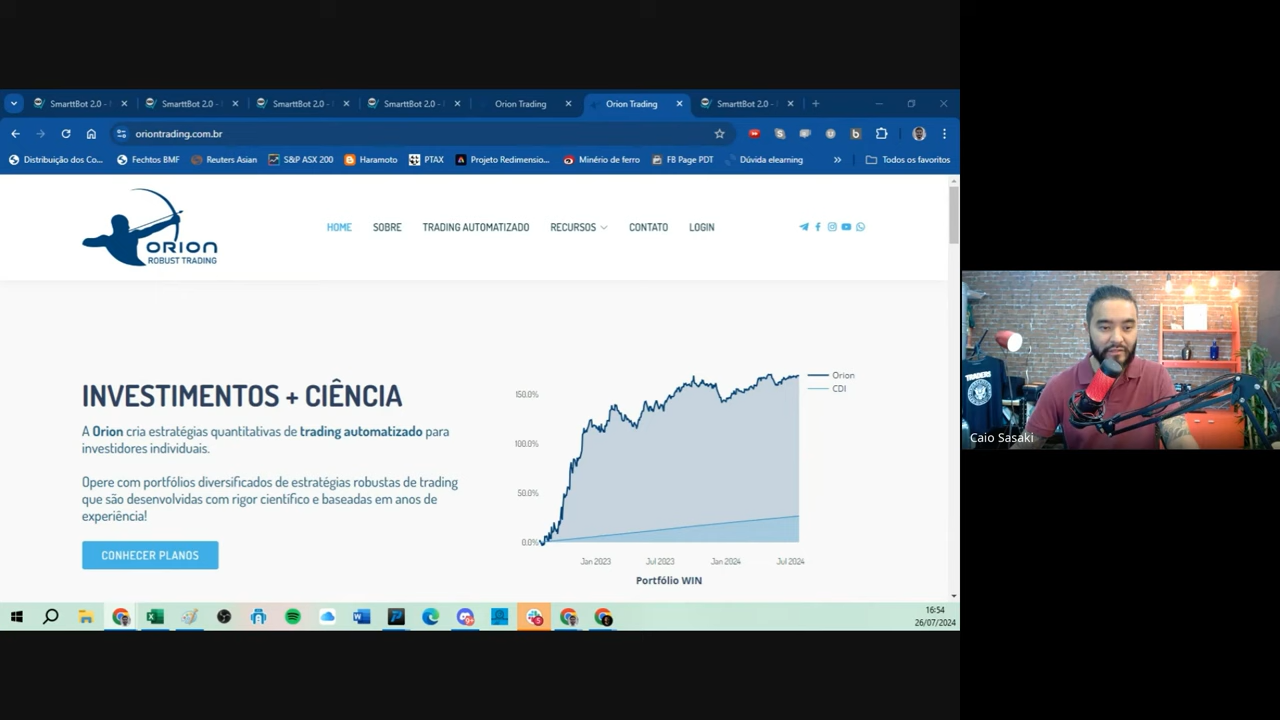 SmarttBot 2.0 -
SmarttBot 2.0 -
SmarttBot 2.0 -
SmarttBot 2.0 -
Orion Trading
Orion Trading
SmarttBot 2.0 -
oriontrading.com.br
Distribuição dos Co...
Fechtos BMF
Reuters Asian
S&P ASX 200
Haramoto
PTAX
Projeto Redimensio...
Minério de ferro
FB Page PDT
Dúvida elearning
»
Todos os favoritos
ORION
ROBUST TRADING
HOME
SOBRE
TRADING AUTOMATIZADO
RECURSOS
CONTATO
LOGIN
INVESTIMENTOS + CIÊNCIA
A Orion cria estratégias quantitativas de trading automatizado para
investidores individuais.
Opere com portfólios diversificados de estratégias robustas de trading
que são desenvolvidas com rigor científico e baseadas em anos de
experiência!
CONHECER PLANOS
Orion
CDI
150.0%
100.0%
50.0%
0.0%
Jan 2023
Jul 2023
Jan 2024
Jul 2024
Portfólio WIN
TRADERS
Caio Sasaki
16:54
26/07/2024